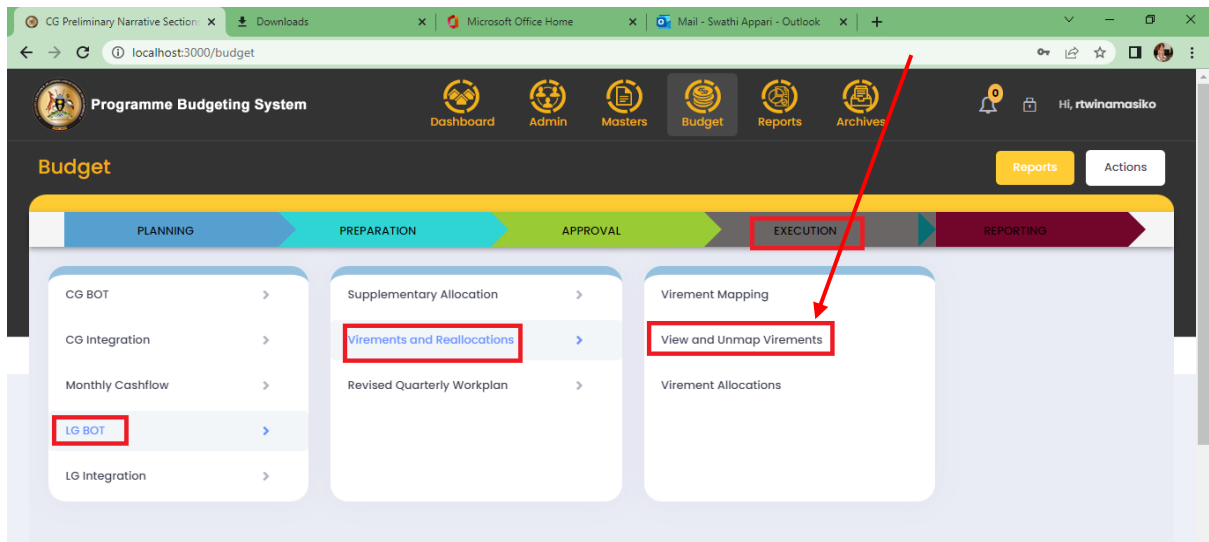 CG Preliminary Narrative Section
Downloads
Microsoft Office Home
Mail - Swathi Appari - Outlook
localhost:3000/budget
Programme Budgeting System
Dashboard
Admin
Masters
Budget
Reports
Archives
0
Hi, rtwinamasiko
Budget
Reports
Actions
PLANNING
PREPARATION
APPROVAL
EXECUTION
REPORTING
CG BOT
CG Integration
Monthly Cashflow
LG BOT
LG Integration
Supplementary Allocation
Virements and Reallocations
Revised Quarterly Workplan
Virement Mapping
View and Unmap Virements
Virement Allocations